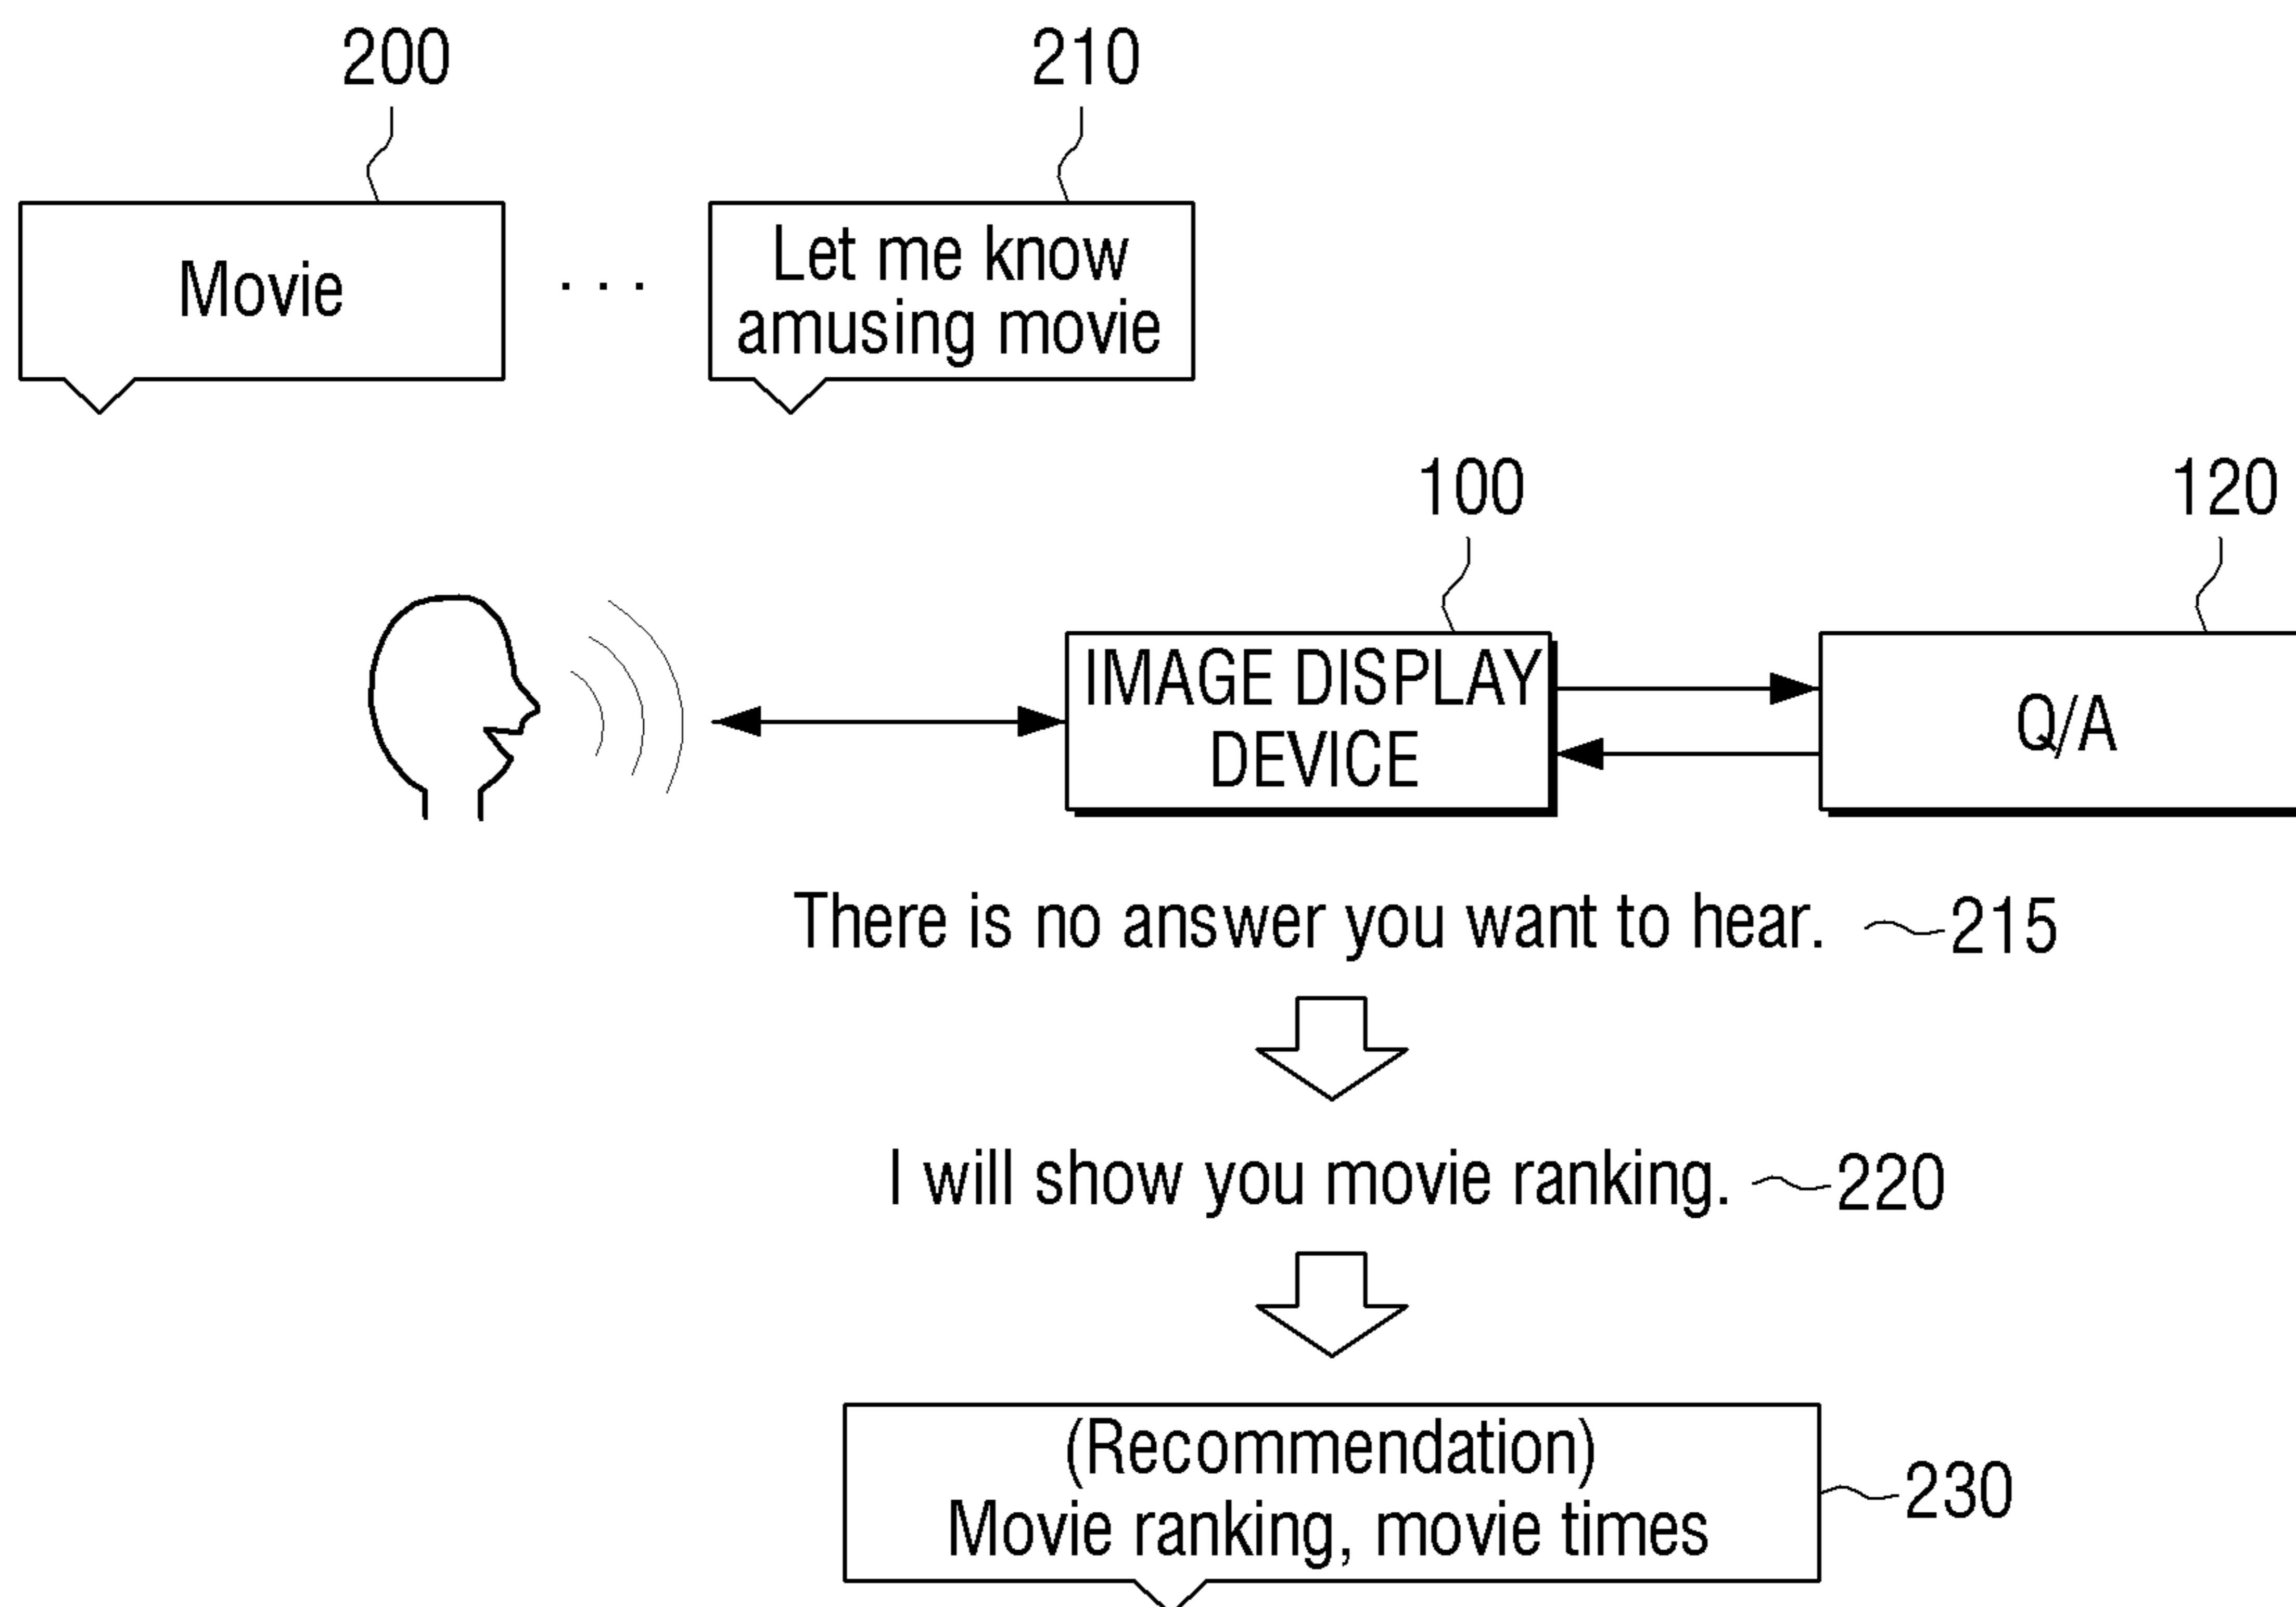 200
210
Movie
. . .
Let me know
amusing movie
100
120
IMAGE DISPLAY
DEVICE
Q/A
There is no answer you want to hear.
215
I will show you movie ranking.
220
(Recommendation)
Movie ranking, movie times
230